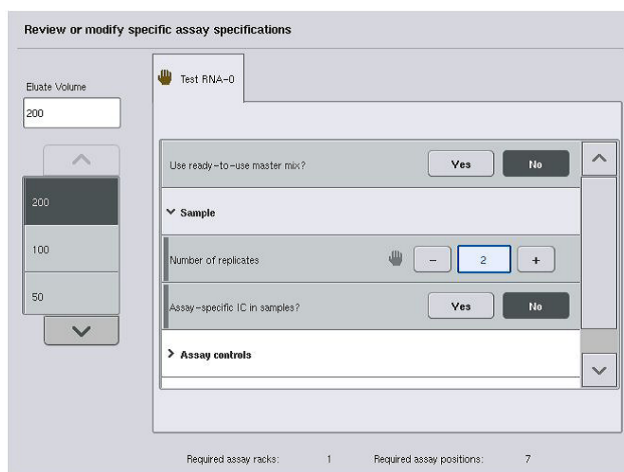 Review or modify specific assay specifications
Eluate Volume
200
200
100
50
Test RNA-0
Use ready-to-use master mix?
Yes
No
Sample
Number of replicates
-
2
+
Assay-specific IC in samples?
Yes
No
Assay controls
Required assay racks: 1
Required assay positions: 7